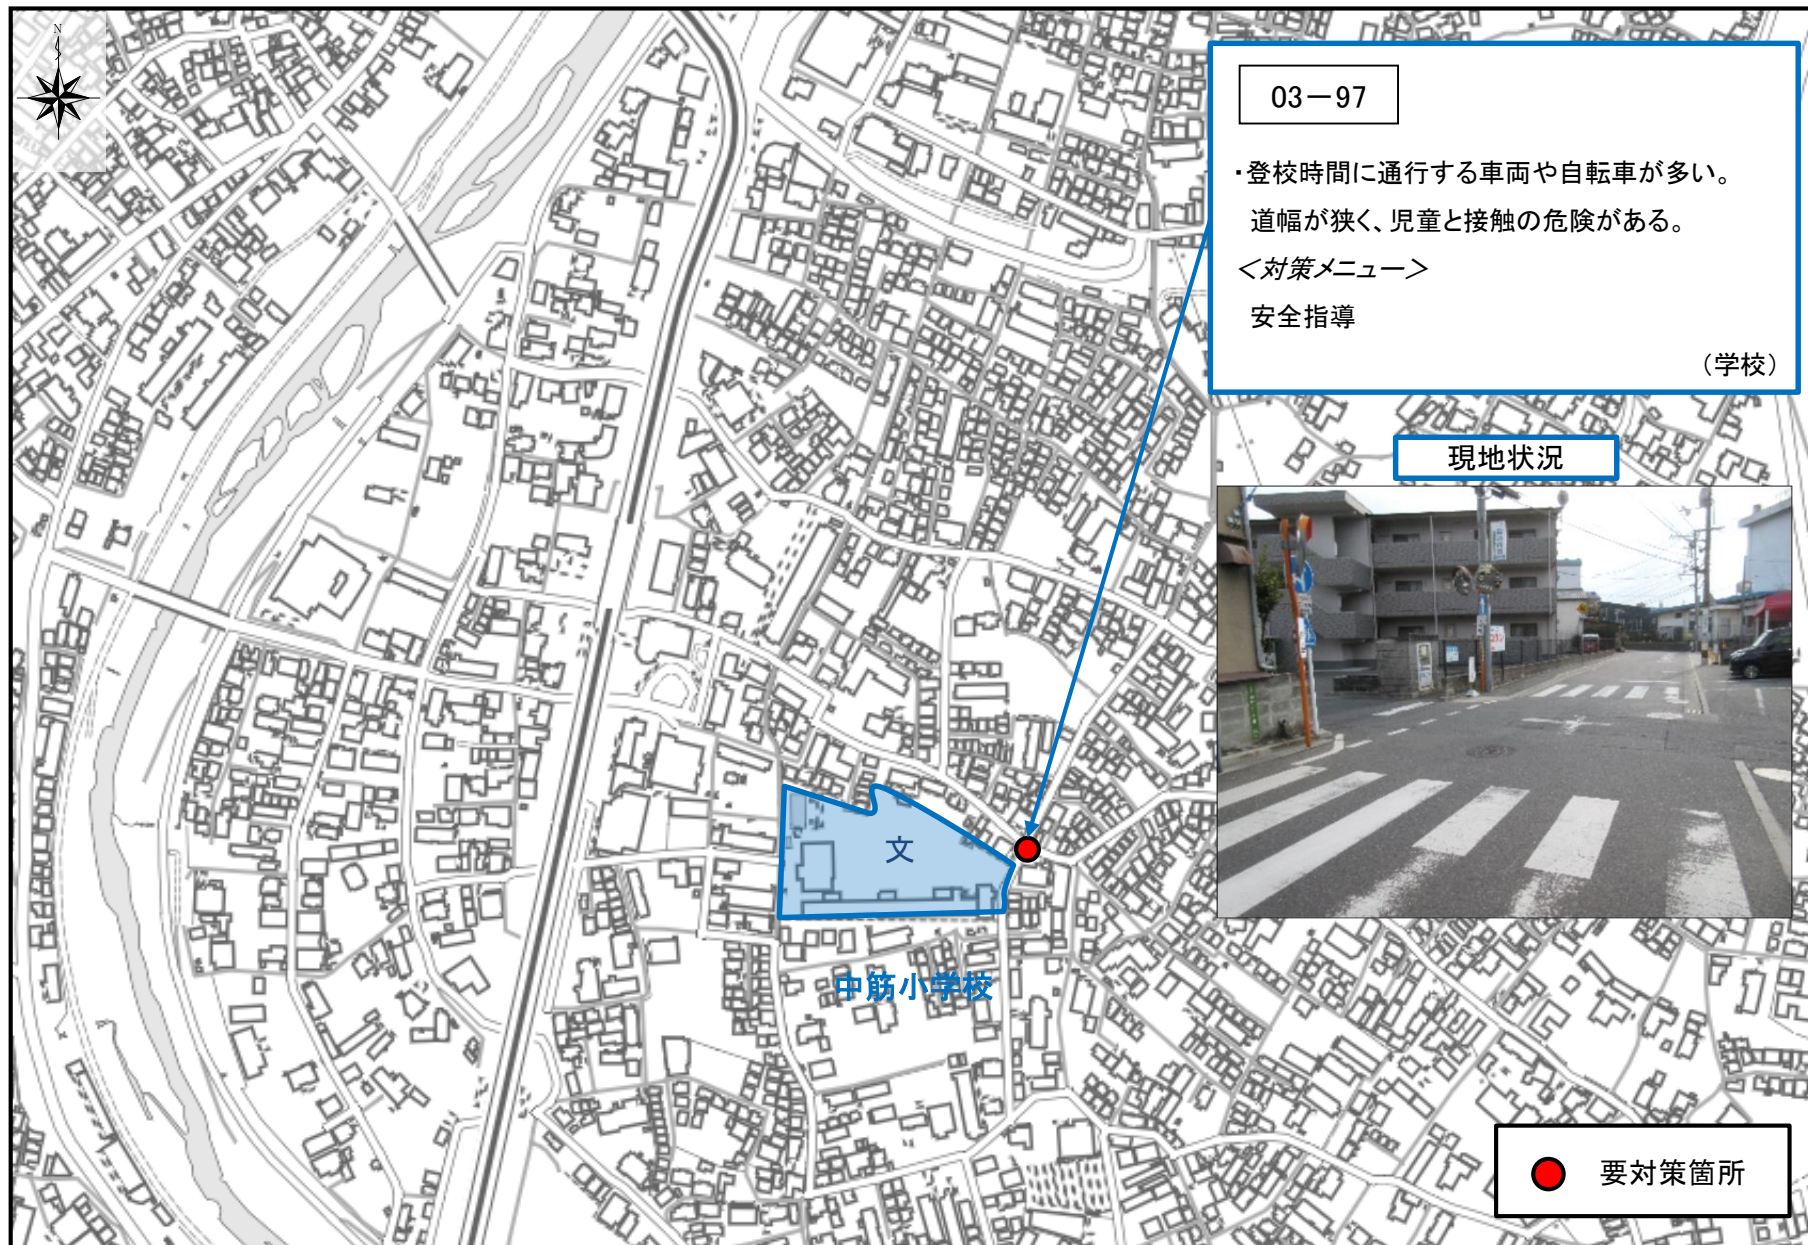 N
03－97
・登校時間に通行する車両や自転車が多い。
道幅が狭く、児童と接触の危険がある。
＜対策メニュー＞
安全指導
（学校）
現地状況
文
中筋小学校
要対策箇所